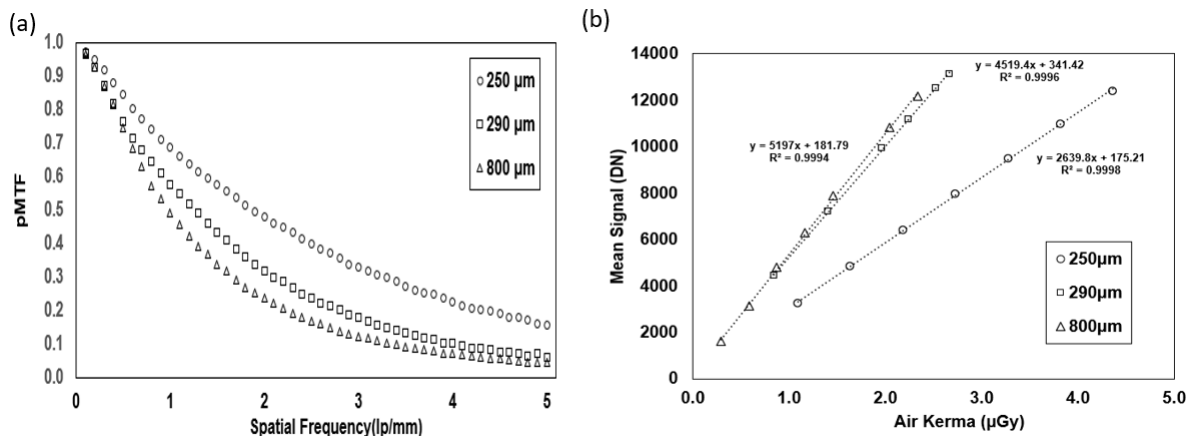 (a)
1.0
0.9
0.8
0.7
0.6
0.5
0.4
0.3
0.2
0.1
0.0
pMTF
250 µm
290 µm
800 µm
0 1 2 3 4 5
Spatial Frequency(lp/mm)
(b)
14000
12000
10000
8000
6000
4000
2000
0
Mean Signal (DN)
y = 4519.4x + 341.42
R² = 0.9996
y = 5197x + 181.79
R² = 0.9994
y = 2639.8x + 175.21
R² = 0.9998
250µm
290µm
800µm
0.0 1.0 2.0 3.0 4.0 5.0
Air Kerma (µGy)